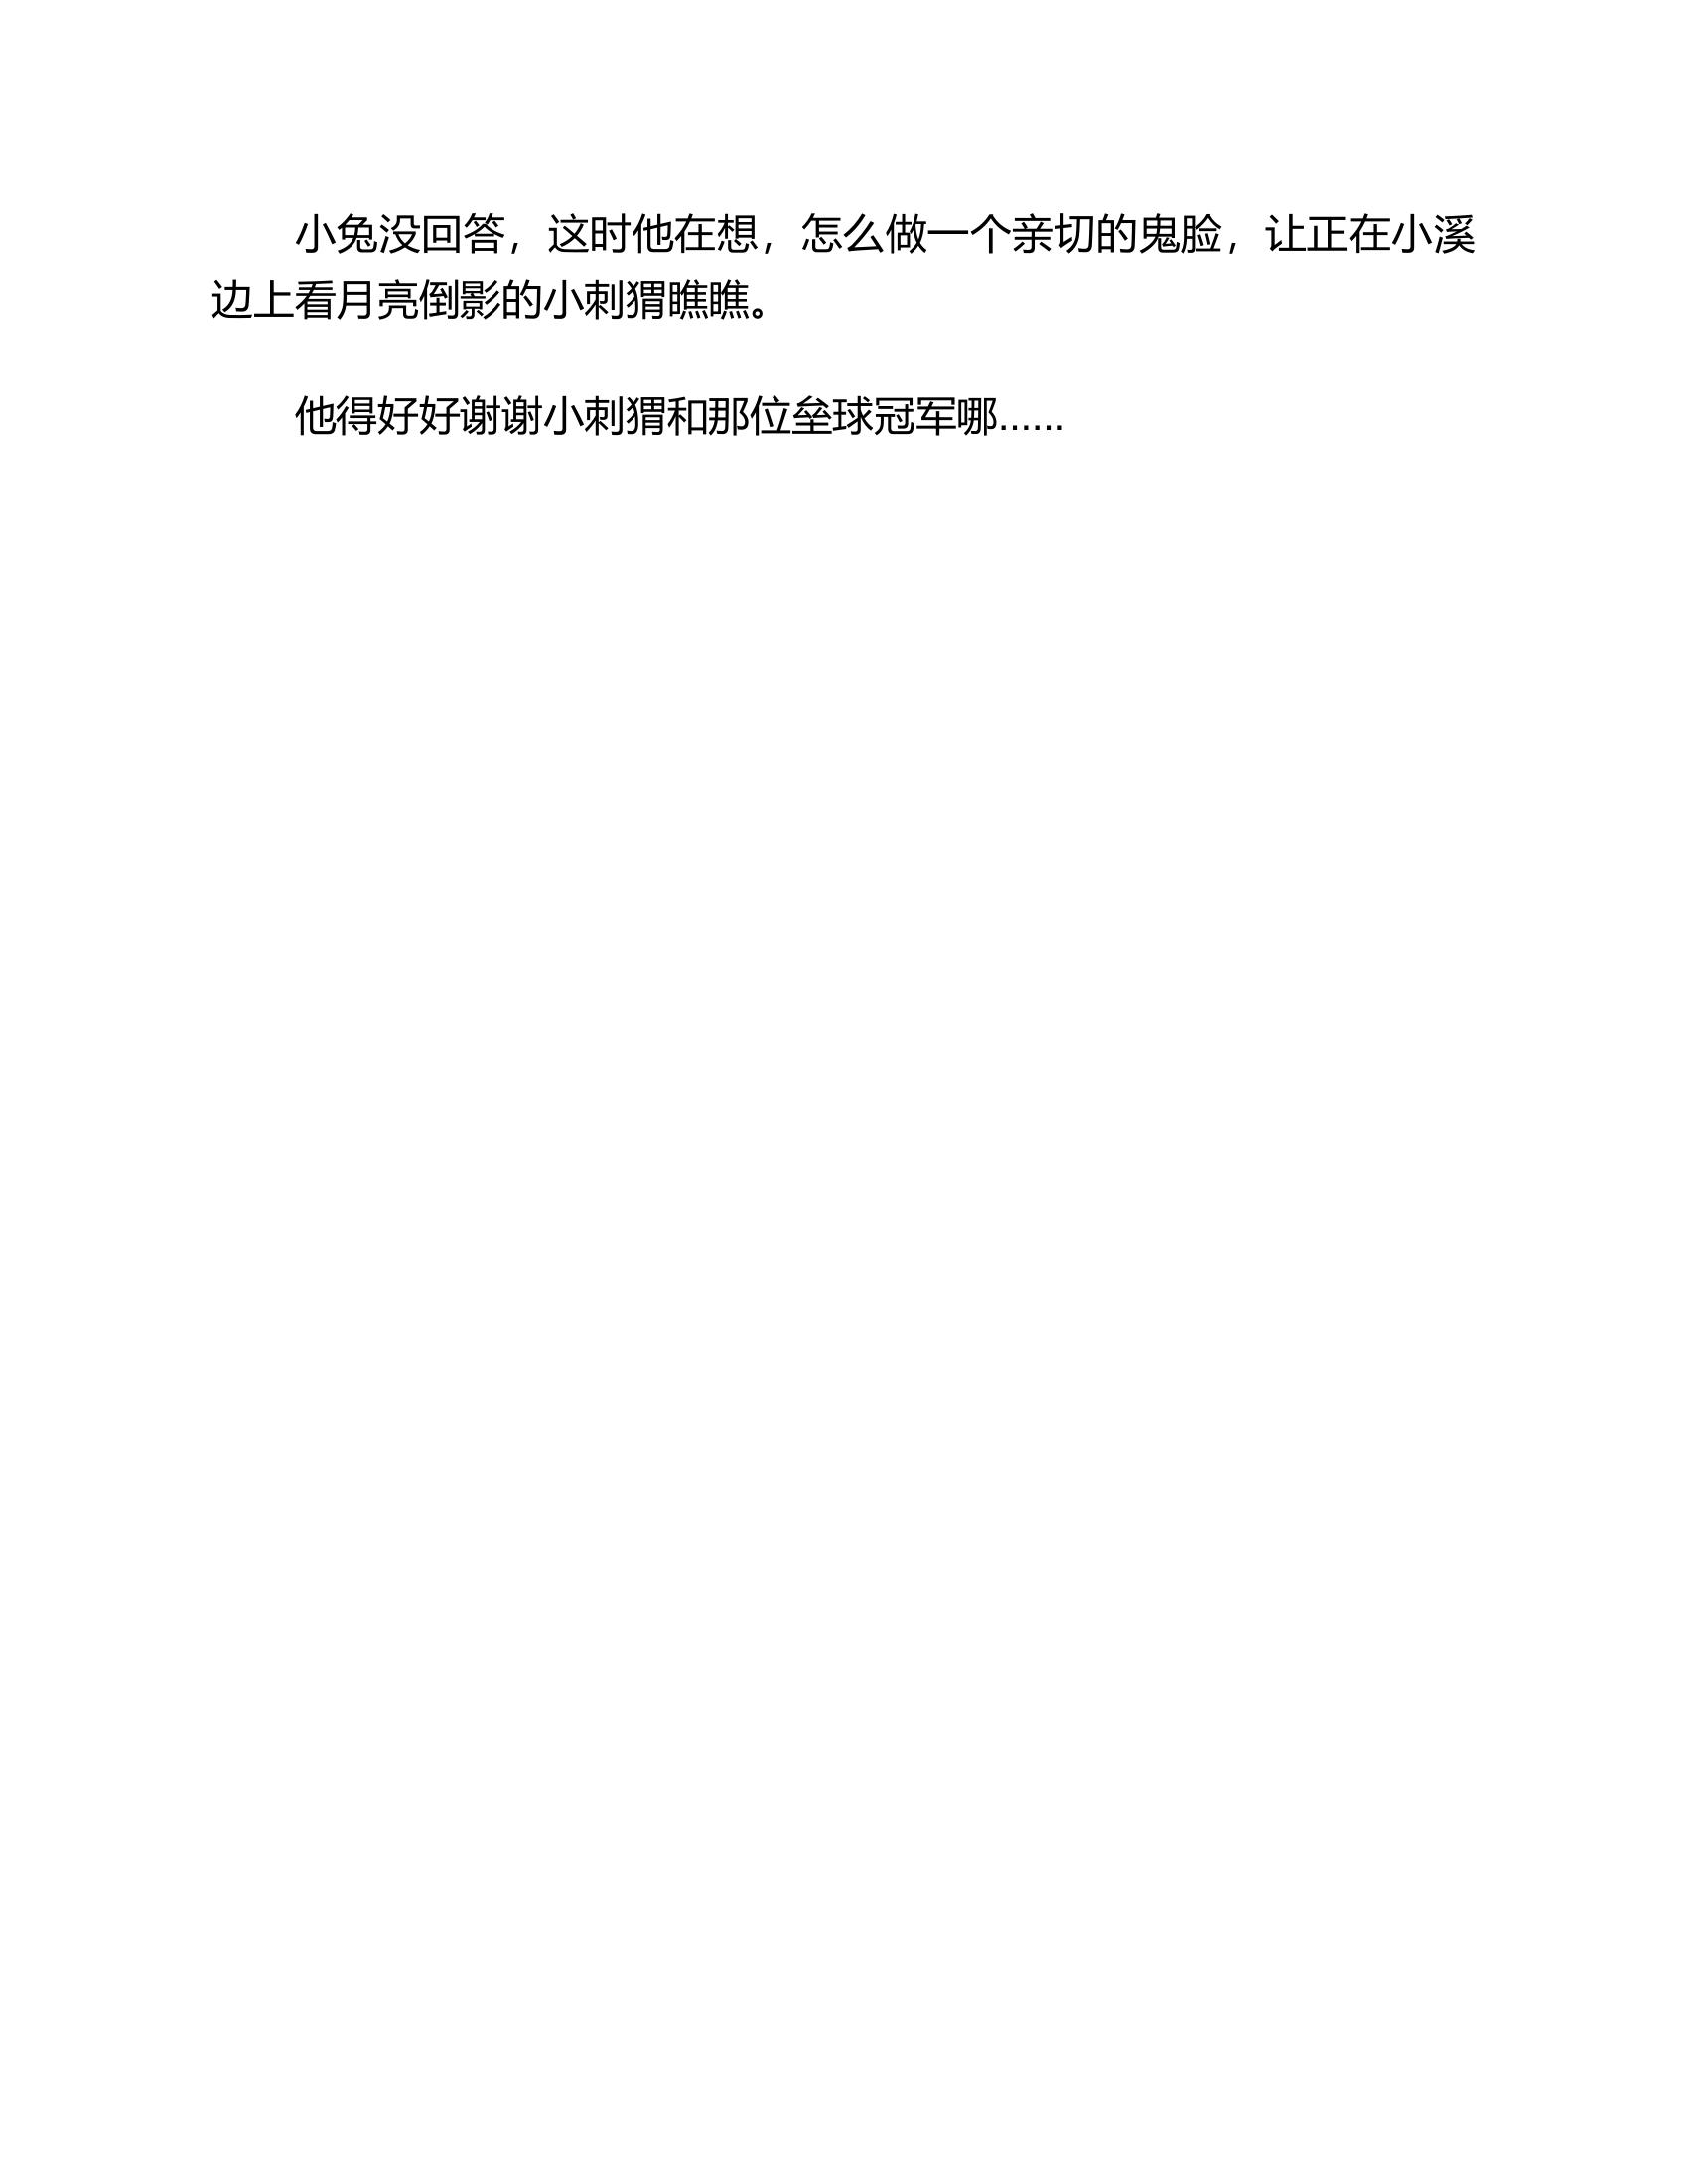 小兔没回答，这时他在想，怎么做一个亲切的鬼脸，让正在小溪
边上看月亮倒影的小刺猬瞧瞧。
他得好好谢谢小刺猬和那位垒球冠军哪……